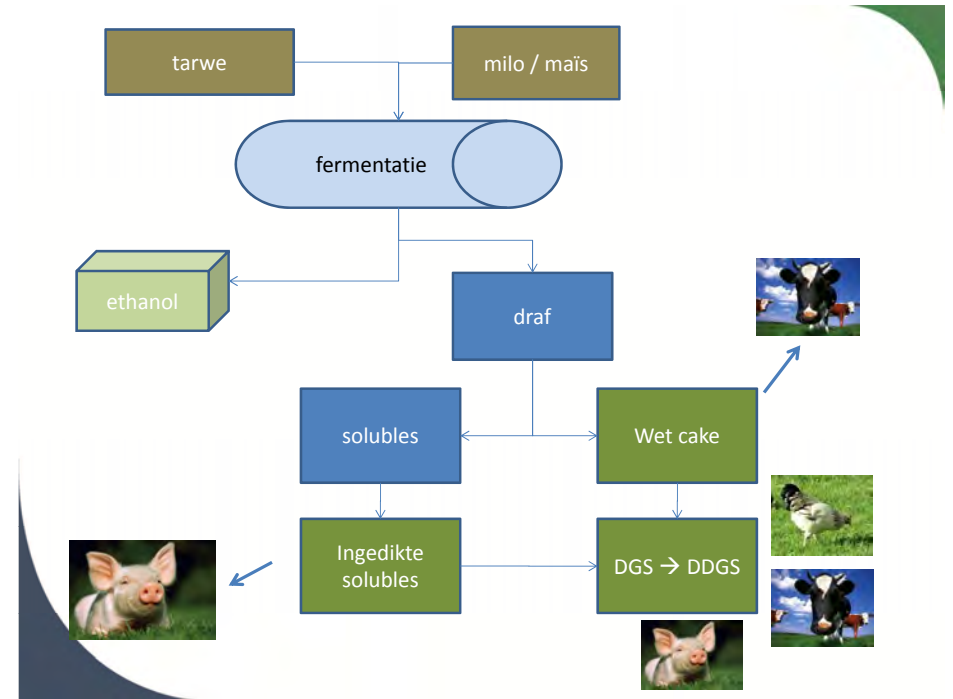 tarwe
milo / maïs
fermentatie
ethanol
draf
solubles
Wet cake
Ingedikte
solubles
DGS → DDGS